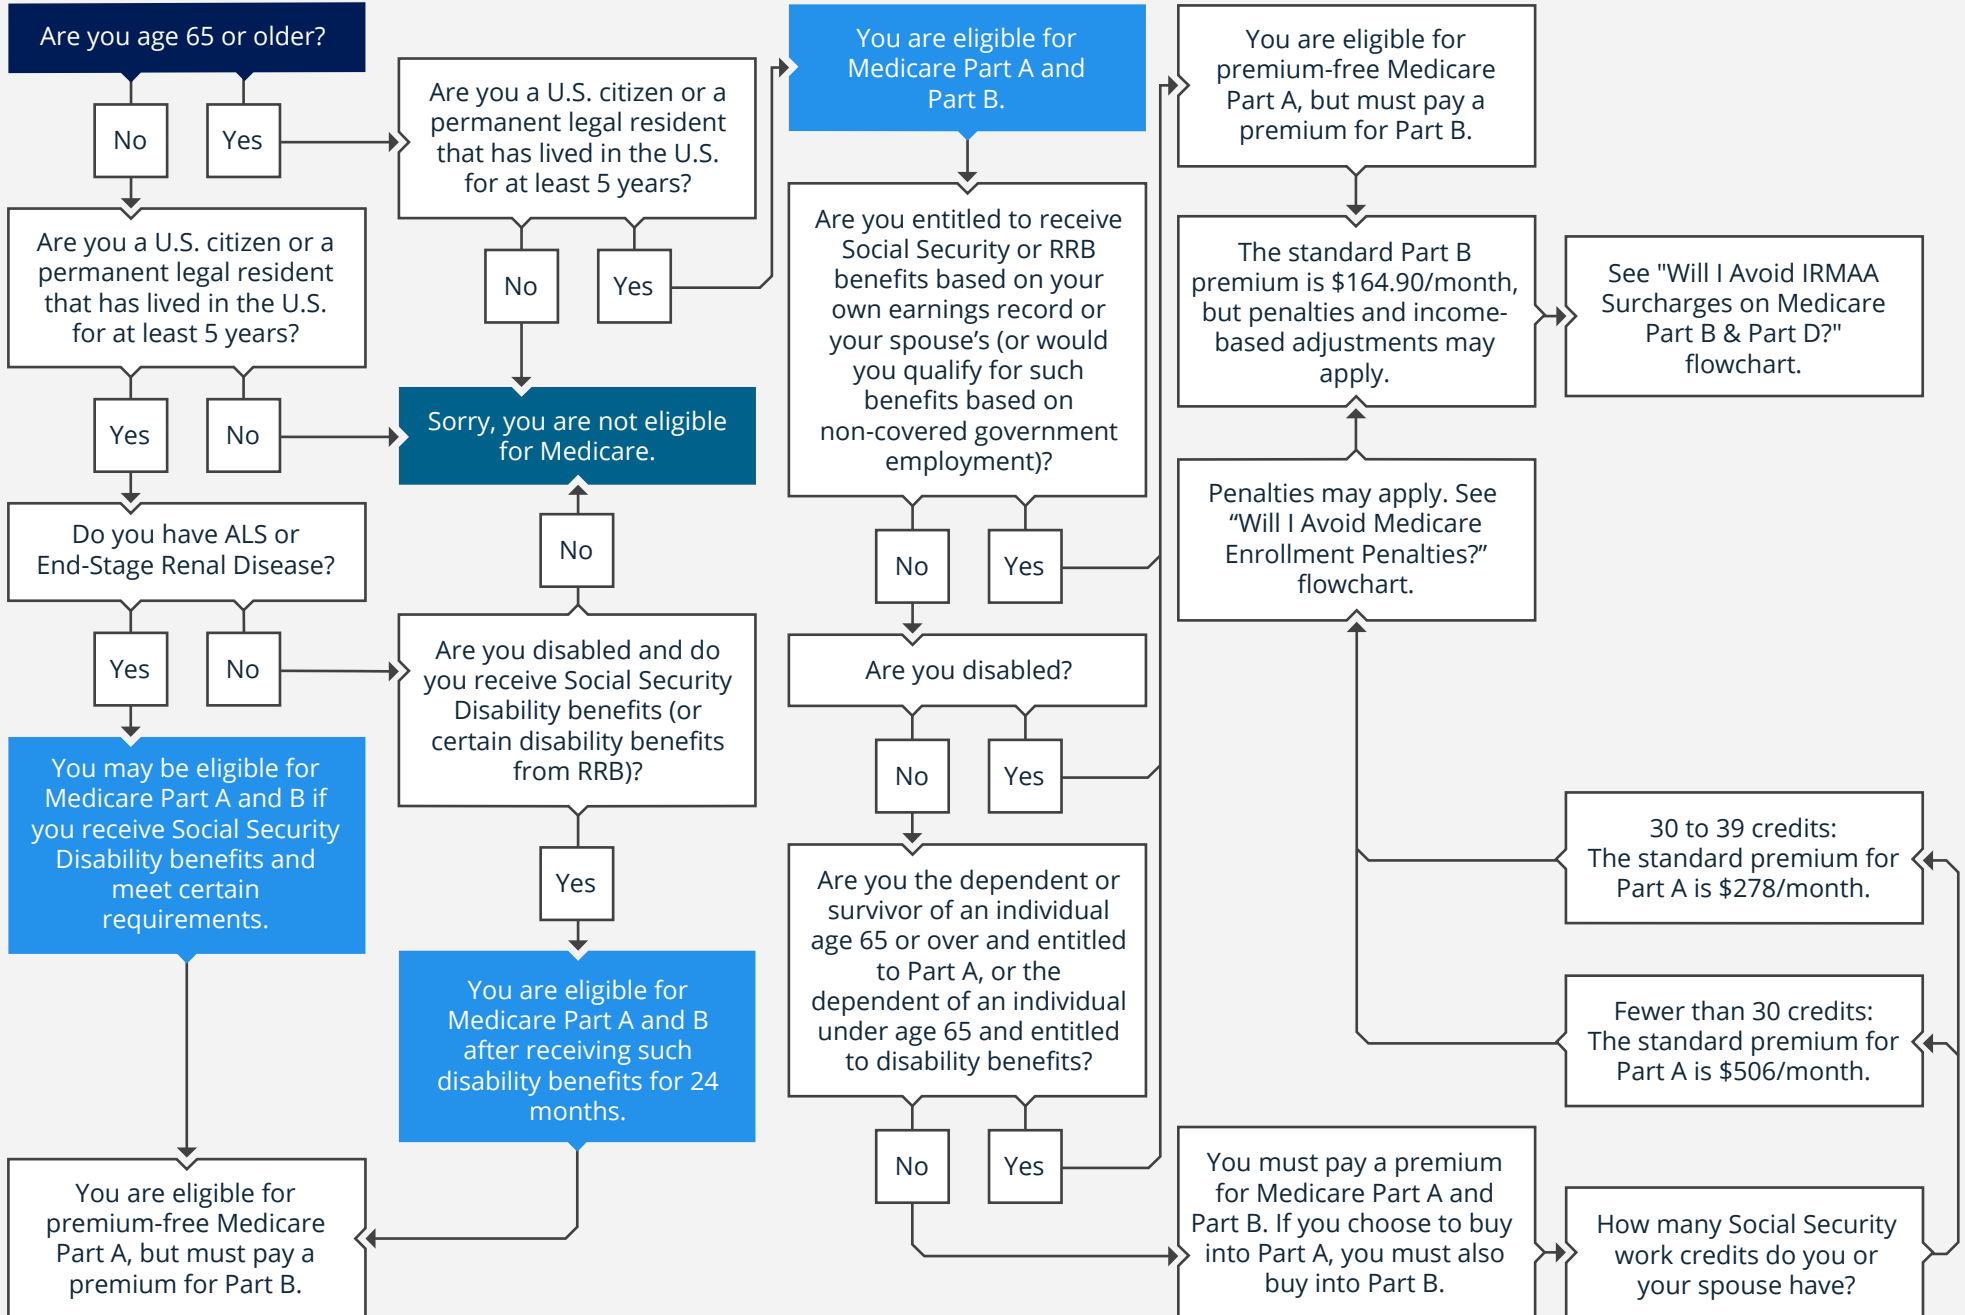 Are you age 65 or older?
No
Yes
Are you a U.S. citizen or a
permanent legal resident
that has lived in the U.S.
for at least 5 years?
Yes
No
Do you have ALS or
End-Stage Renal Disease?
Yes
No
You may be eligible for
Medicare Part A and B if
you receive Social Security
Disability benefits and
meet certain
requirements.
You are eligible for
premium-free Medicare
Part A, but must pay a
premium for Part B.
Are you a U.S. citizen or a
permanent legal resident
that has lived in the U.S.
for at least 5 years?
No
Yes
Sorry, you are not eligible
for Medicare.
No
Are you disabled and do
you receive Social Security
Disability benefits (or
certain disability benefits
from RRB)?
Yes
You are eligible for
Medicare Part A and B
after receiving such
disability benefits for 24
months.
You are eligible for
Medicare Part A and
Part B.
Are you entitled to receive
Social Security or RRB
benefits based on your
own earnings record or
your spouse’s (or would
you qualify for such
benefits based on
non-covered government
employment)?
No
Yes
Are you disabled?
No
Yes
Are you the dependent or
survivor of an individual
age 65 or over and entitled
to Part A, or the
dependent of an individual
under age 65 and entitled
to disability benefits?
No
Yes
You are eligible for
premium-free Medicare
Part A, but must pay a
premium for Part B.
The standard Part B
premium is $164.90/month,
but penalties and income-
based adjustments may
apply.
See "Will I Avoid IRMAA
Surcharges on Medicare
Part B & Part D?"
flowchart.
Penalties may apply. See
“Will I Avoid Medicare
Enrollment Penalties?”
flowchart.
30 to 39 credits:
The standard premium for
Part A is $278/month.
Fewer than 30 credits:
The standard premium for
Part A is $506/month.
You must pay a premium
for Medicare Part A and
Part B. If you choose to buy
into Part A, you must also
buy into Part B.
How many Social Security
work credits do you or
your spouse have?